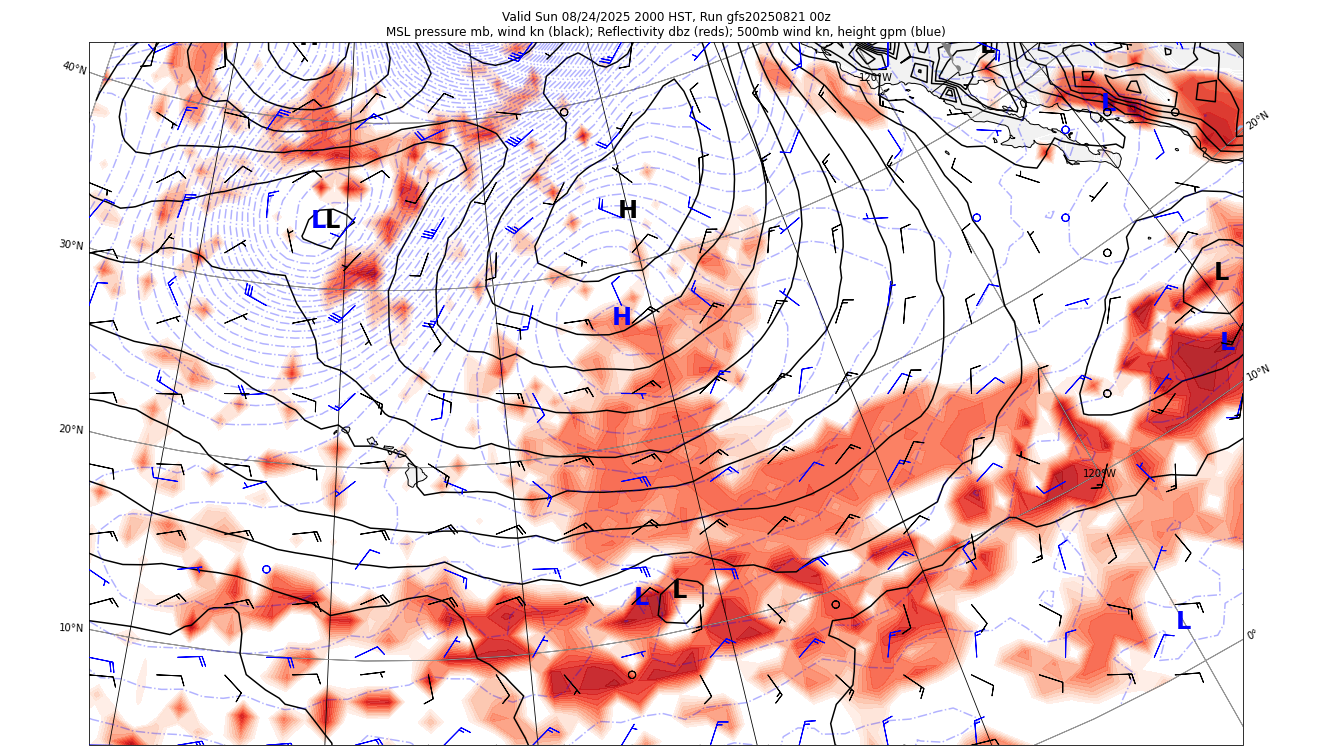 Valid Sun 08/24/2025 2000 HST, Run gfs20250821 00z
MSL pressure mb, wind kn (black); Reflectivity dbz (reds); 500mb wind kn, height gpm (blue)
L
40°N
120°W
L
20°N
H
L L
30°N
L
H
L
10°N
20°N
120°W
L
L
L
10°N
0°